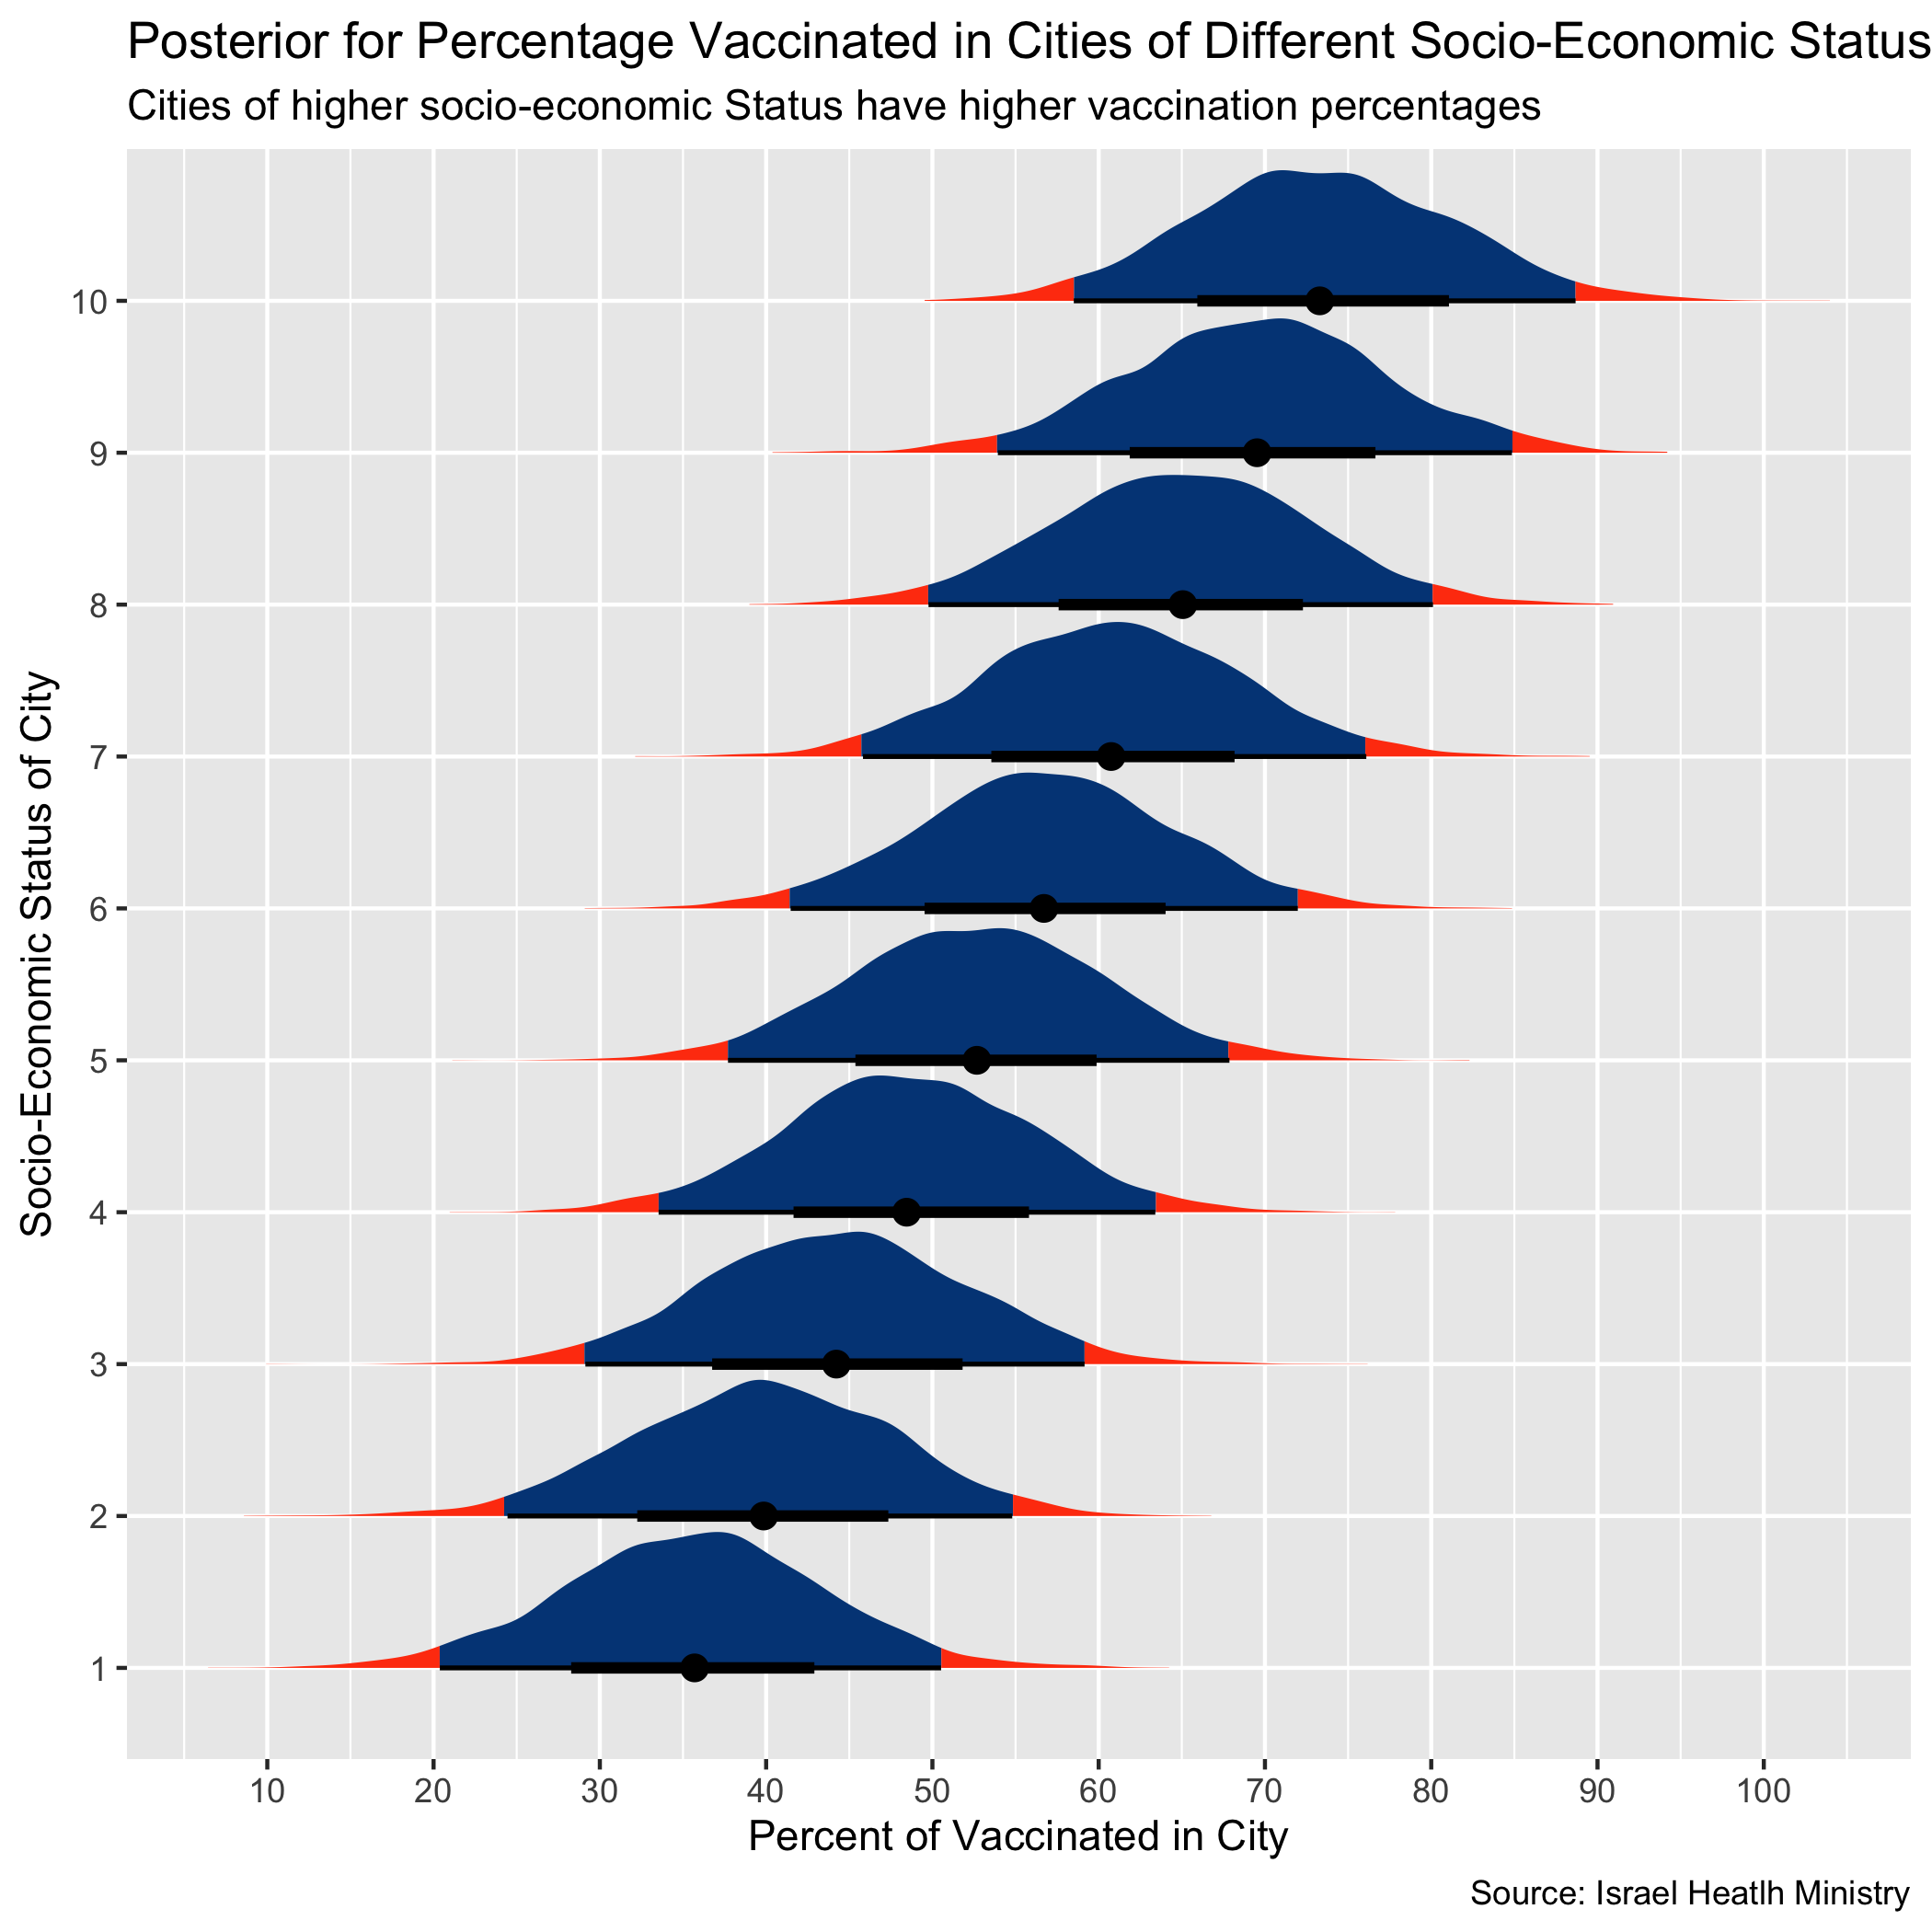 Posterior for Percentage Vaccinated in Cities of Different Socio-Economic Status
Cities of higher socio-economic Status have higher vaccination percentages
Socio-Economic Status of City
10
9
8
7
6
5
4
3
2
1
10 20 30 40 50 60 70 80 90 100
Percent of Vaccinated in City
Source: Israel Heatlh Ministry